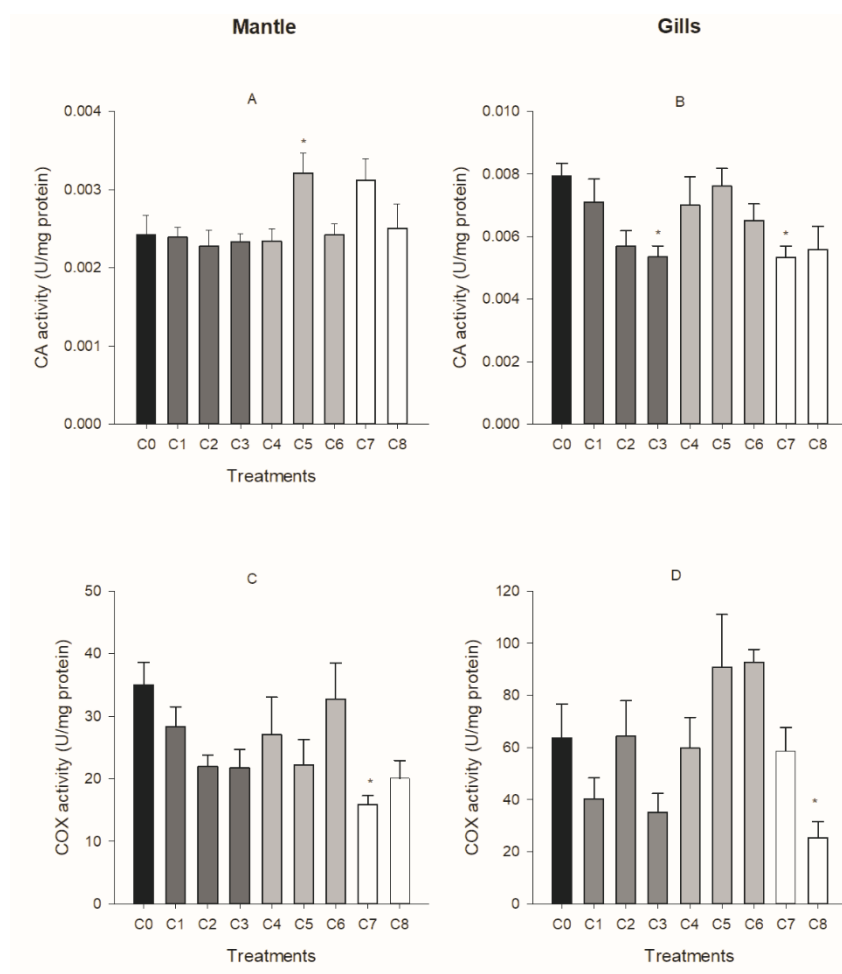 Mantle
Gills
A
CA activity (U/mg protein)
0.004
0.003
0.002
0.001
0.000
*
C0 C1 C2 C3 C4 C5 C6 C7 C8
Treatments
B
CA activity (U/mg protein)
0.010
0.008
0.006
0.004
0.002
0.000
* *
C0 C1 C2 C3 C4 C5 C6 C7 C8
Treatments
C
COX activity (U/mg protein)
50
40
30
20
10
0
*
C0 C1 C2 C3 C4 C5 C6 C7 C8
Treatments
D
COX activity (U/mg protein)
120
100
80
60
40
20
0
*
C0 C1 C2 C3 C4 C5 C6 C7 C8
Treatments